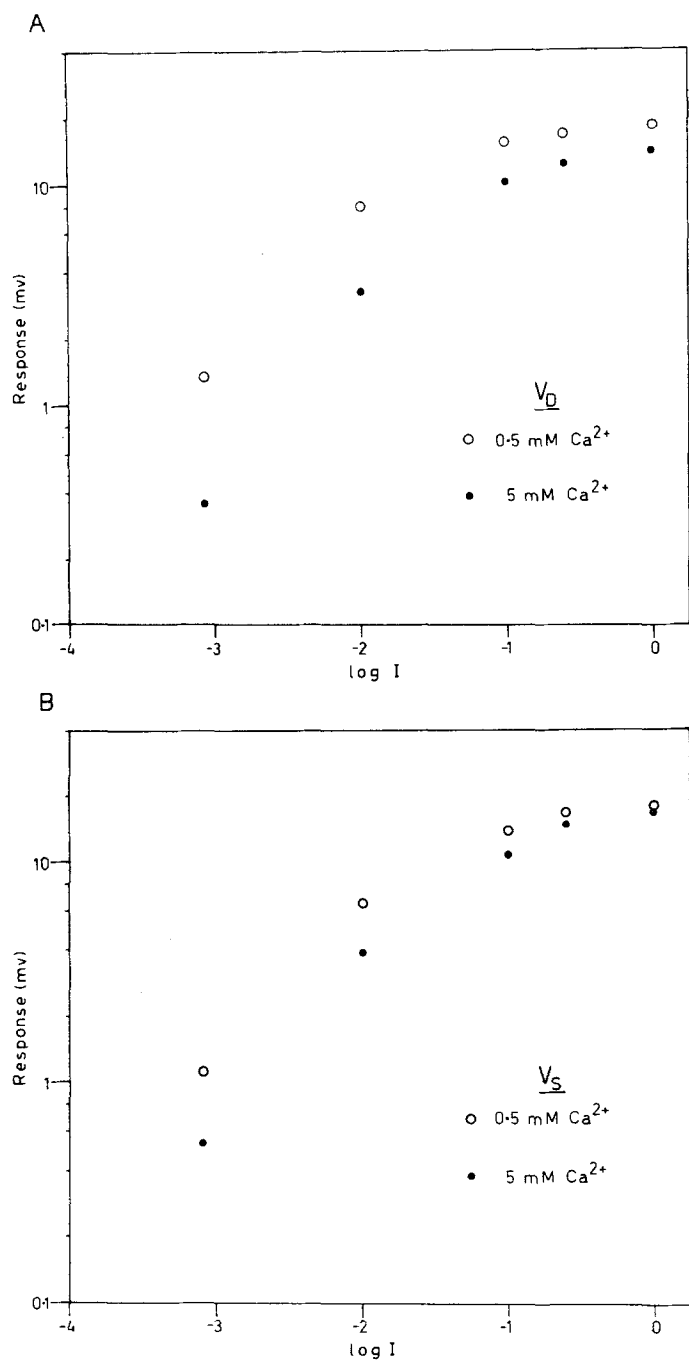 A
Response (mv)
10
1
0·1
-4 -3 -2 -1 0
log I
V_D
○ 0·5 mM Ca²⁺
● 5 mM Ca²⁺
B
Response (mv)
10
1
0·1
-4 -3 -2 -1 0
log I
V_S
○ 0·5 mM Ca²⁺
● 5 mM Ca²⁺